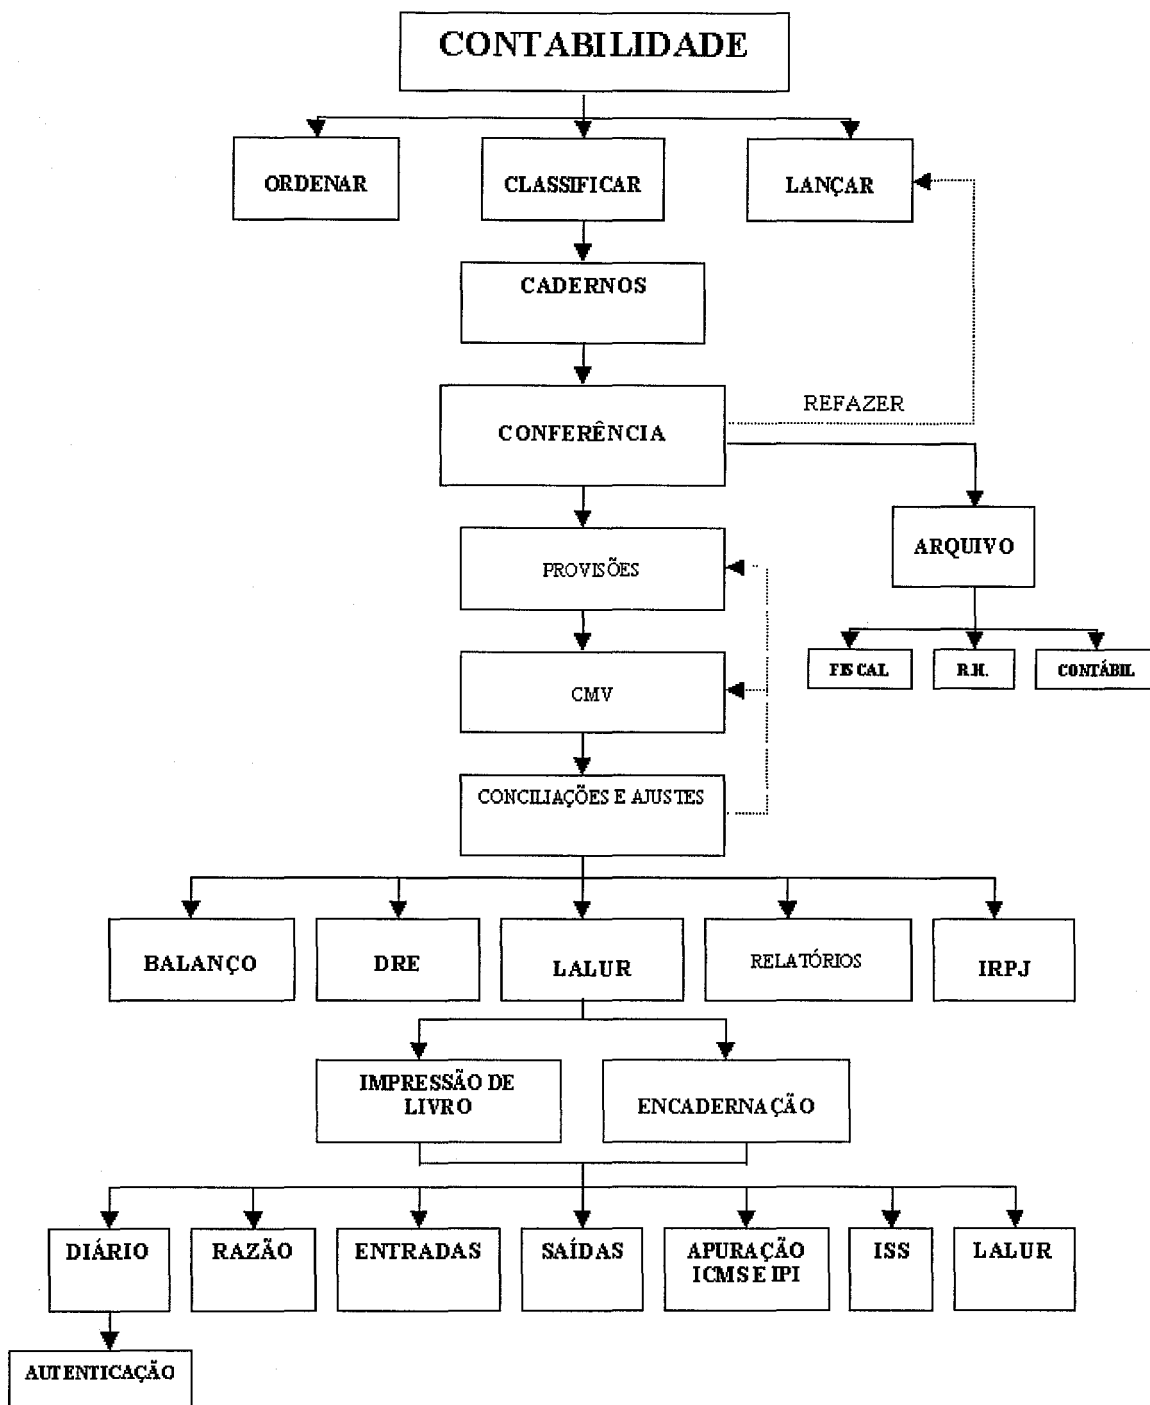 CONTABILIDADE
ORDENAR
CLASSIFICAR
LANÇAR
CADERNOS
REFAZER
CONFERÊNCIA
ARQUIVO
PROVISÕES
FISCAL
R.H.
CONTÁBIL
CMV
CONCILIAÇÕES E AJUSTES
BALANÇO
DRE
LALUR
RELATÓRIOS
IRPJ
IMPRESSÃO DE
LIVRO
ENCADERNAÇÃO
DIÁRIO
RAZÃO
ENTRADAS
SAÍDAS
APURAÇÃO
ICMS E IPI
ISS
LALUR
AUTENTICAÇÃO